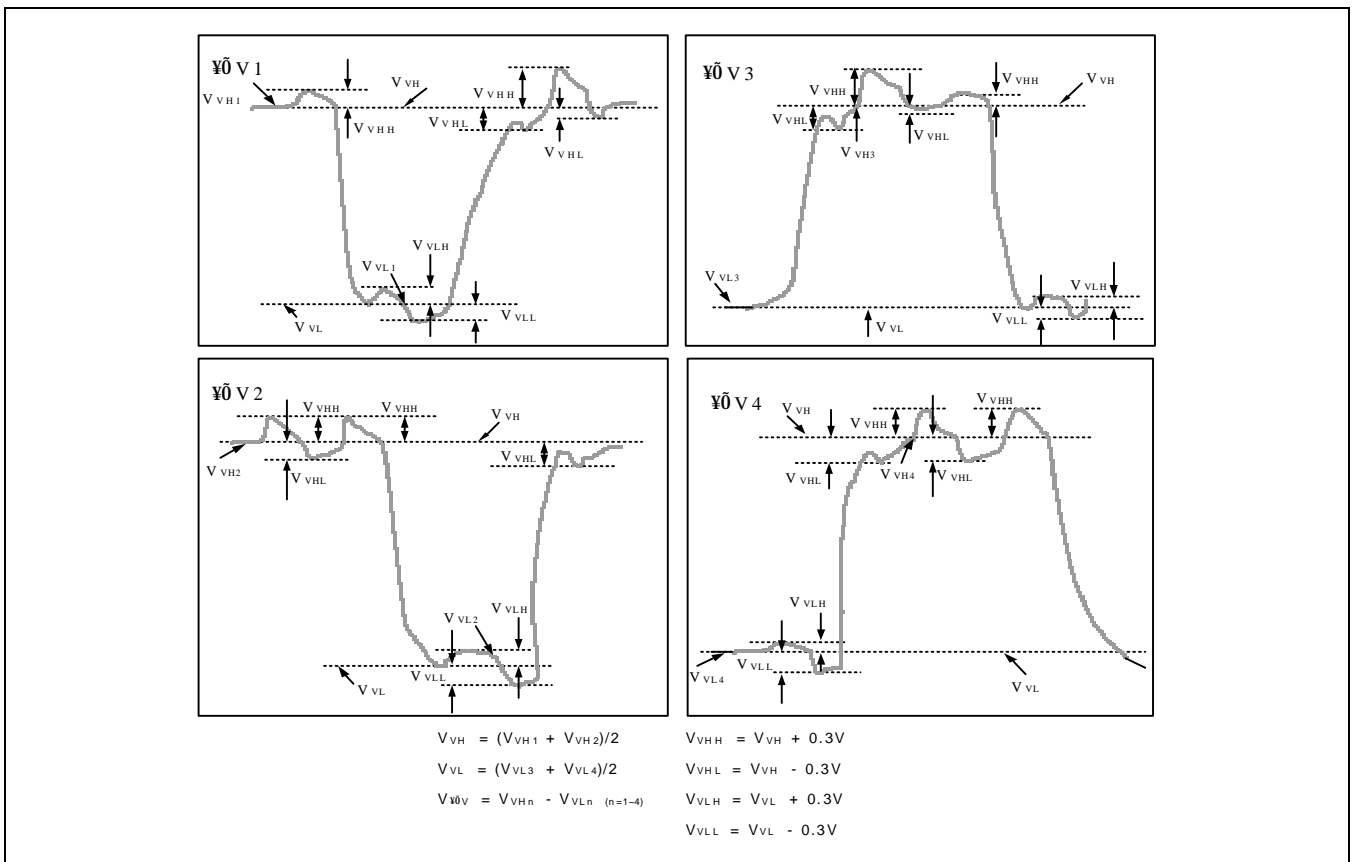 ¥Õ V 1
V VH
V VH1
V VHH
V VHH
V VHL
V VHL
V VLH
V VL1
V VLL
V VL
¥Õ V 3
V VHH
V VH
V VHH
V VHL
V VH3
V VHL
V VL3
V VLH
V VLL
V VL
¥Õ V 2
V VHH
V VHH
V VH
V VH2
V VHL
V VHL
V VLH
V VL2
V VLL
V VL
¥Õ V 4
V VH
V VHH
V VHH
V VHL
V VH4
V VHL
V VLH
V VLL
V VL4
V VL
VVH = (VVH1 + VVH2)/2
VVL = (VVL3 + VVL4)/2
V¥ÕV = VVHn - VVLn (n=1~4)
VVHH = VVH + 0.3V
VVHL = VVH - 0.3V
VVLH = VVL + 0.3V
VVLL = VVL - 0.3V